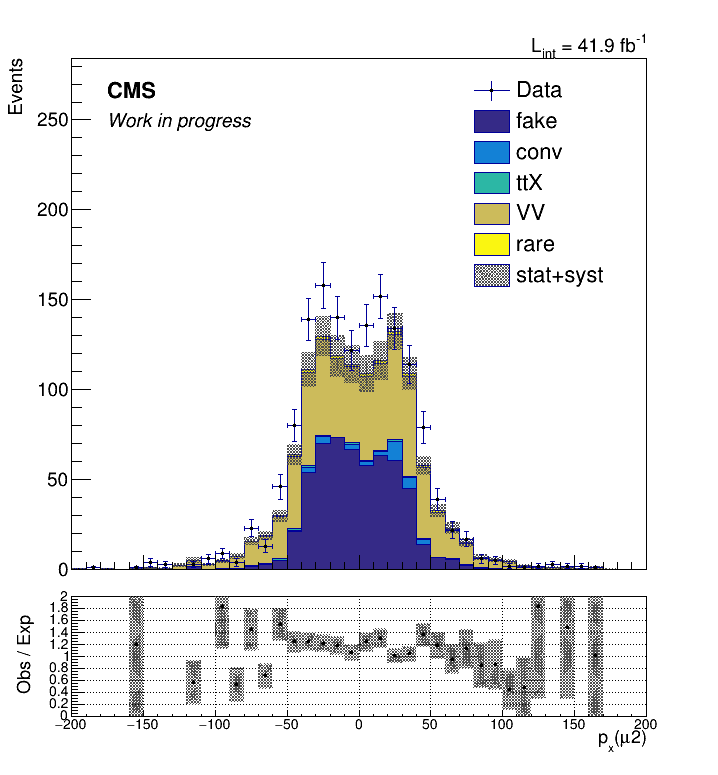 L_int = 41.9 fb^-1
Events
CMS
Work in progress
Data
fake
conv
ttX
VV
rare
stat+syst
250
200
150
100
50
0
Obs / Exp
2
1.8
1.6
1.4
1.2
1
0.8
0.6
0.4
0.2
0
−200 −150 −100 −50 0 50 100 150 200
p_x(μ2)